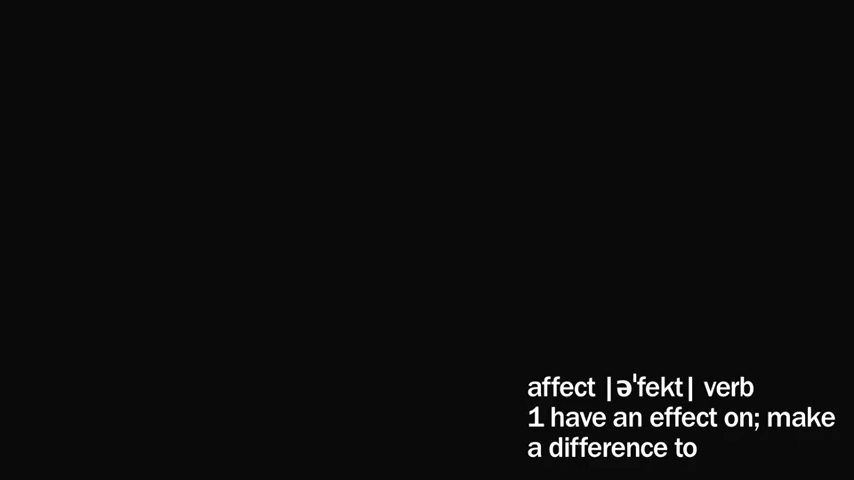 affect |əˈfekt| verb
1 have an effect on; make
a difference to